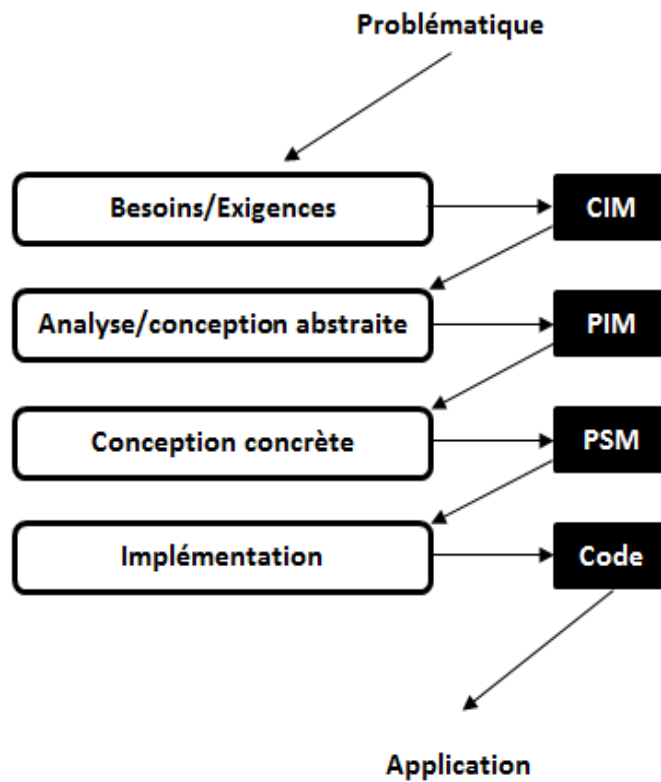 Problématique
Besoins/Exigences
CIM
Analyse/conception abstraite
PIM
Conception concrète
PSM
Implémentation
Code
Application